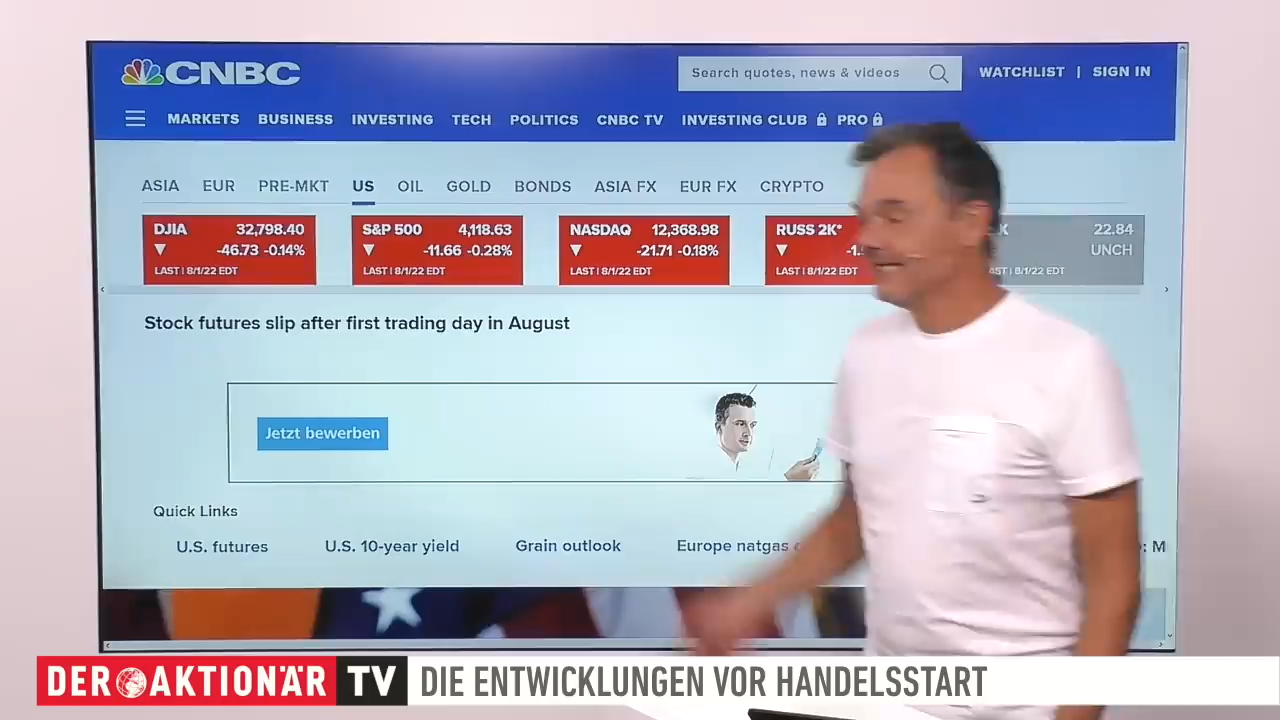 CNBC
Search quotes, news & videos
WATCHLIST | SIGN IN
MARKETS BUSINESS INVESTING TECH POLITICS CNBC TV INVESTING CLUB PRO
ASIA EUR PRE-MKT US OIL GOLD BONDS ASIA FX EUR FX CRYPTO
DJIA 32,798.40
-46.73 -0.14%
LAST | 8/1/22 EDT
S&P 500 4,118.63
-11.66 -0.28%
LAST | 8/1/22 EDT
NASDAQ 12,368.98
-21.71 -0.18%
LAST | 8/1/22 EDT
RUSS 2K*
LAST | 8/1/22 EDT
22.84
UNCH
8/1/22 EDT
Stock futures slip after first trading day in August
Jetzt bewerben
Quick Links
U.S. futures U.S. 10-year yield Grain outlook Europe natgas
DER AKTIONÄR TV DIE ENTWICKLUNGEN VOR HANDELSSTART